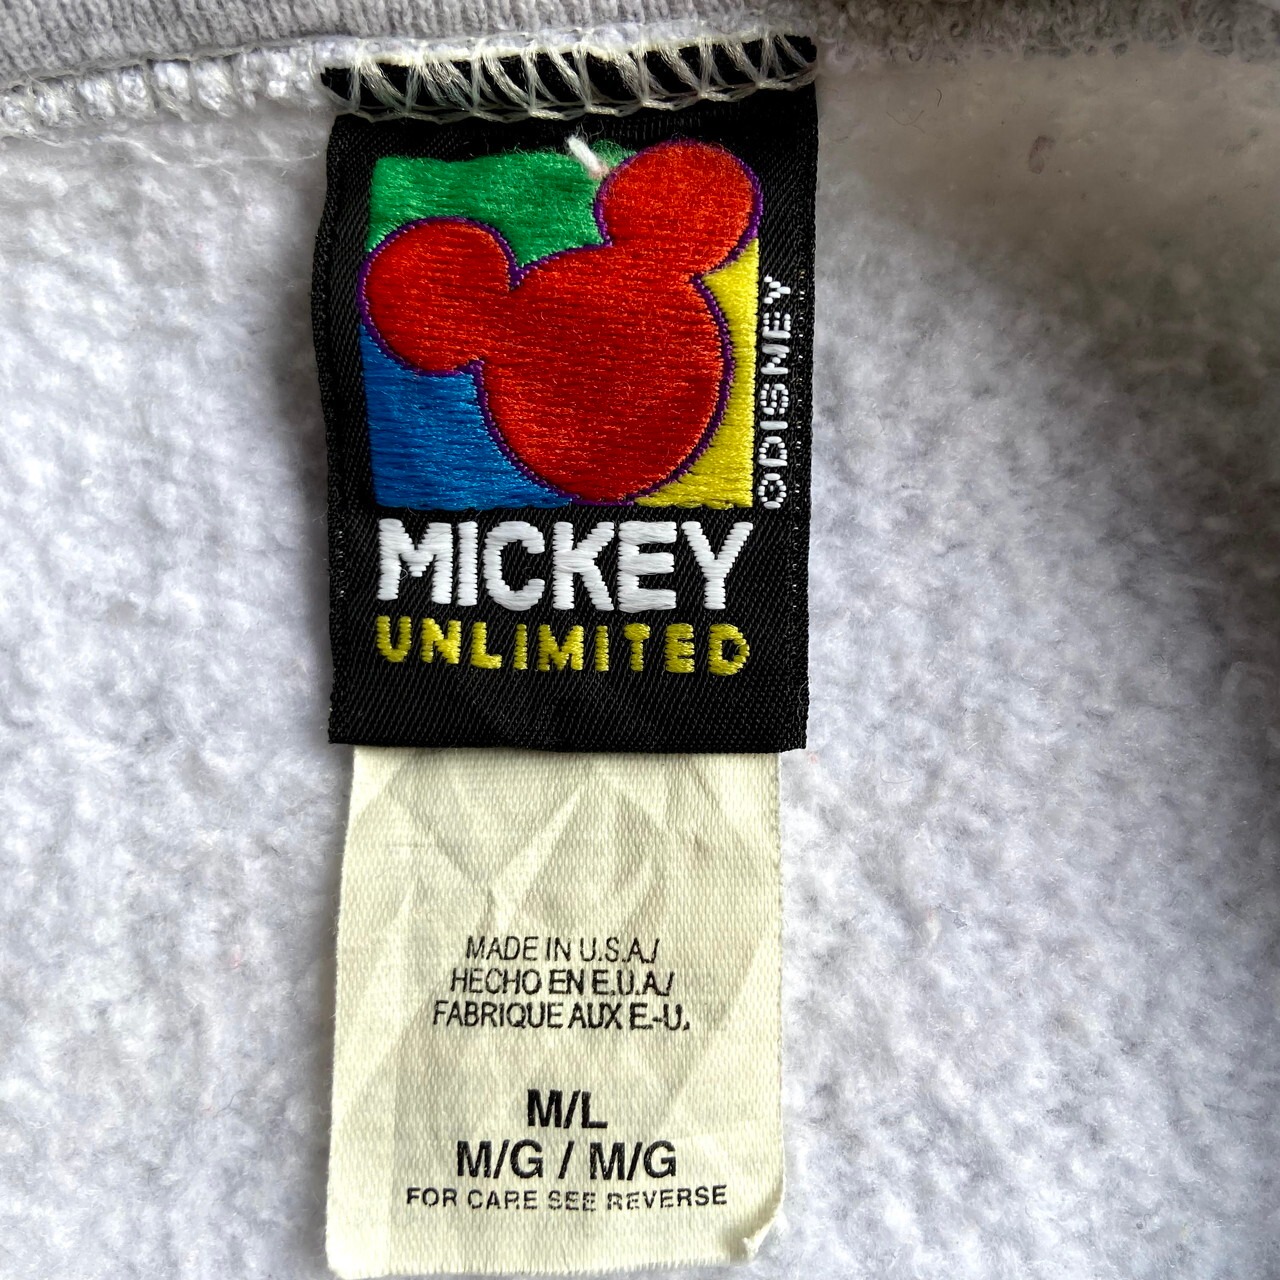 ©DISNEY
MICKEY
UNLIMITED
MADE IN U.S.A./
HECHO EN E.U.A./
FABRIQUE AUX E.-U.
M/L
M/G / M/G
FOR CARE SEE REVERSE